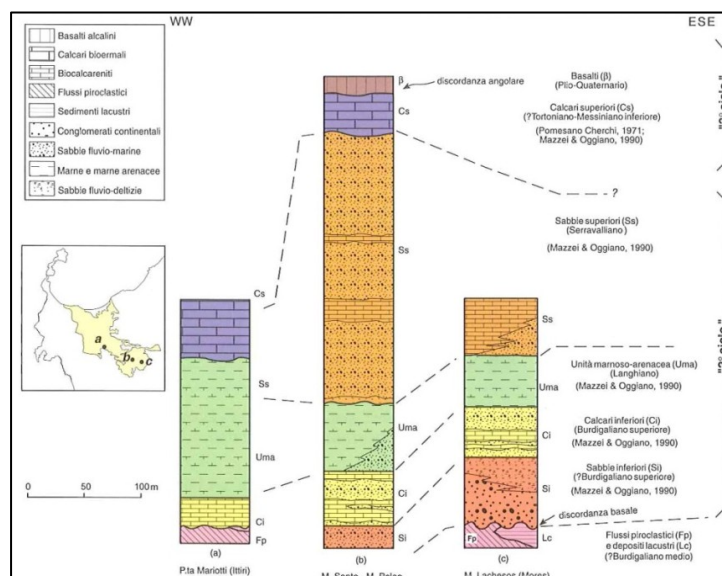 WW
ESE
Basalti alcalini
Calcari bioermali
Biocalcareniti
Flussi piroclastici
Sedimenti lacustri
Conglomerati continentali
Sabbie fluvio-marine
Marne e marne arenacee
Sabbie fluvio-deltizie
a
b
c
0
50
100 m
Cs
Ss
Uma
Ci
Fp
(a)
P.ta Mariotti (Ittiri)
β
Cs
Ss
Uma
Ci
Si
(b)
Ss
Uma
Ci
Si
Fp
Lc
(c)
discordanza angolare
Basalti (β)
(Plio-Quaternario)
Calcari superiori (Cs)
(?Tortoniano-Messiniano inferiore)
(Pomesano Cherchi, 1971;
Mazzei & Oggiano, 1990)
?
Sabbie superiori (Ss)
(Serravalliano)
(Mazzei & Oggiano, 1990)
Unità marnoso-arenacea (Uma)
(Langhiano)
(Mazzei & Oggiano, 1990)
Calcari inferiori (Ci)
(Burdigaliano superiore)
(Mazzei & Oggiano, 1990)
Sabbie inferiori (Si)
(?Burdigaliano superiore)
(Mazzei & Oggiano, 1990)
discordanza basale
Flussi piroclastici (Fp)
e depositi lacustri (Lc)
(?Burdigaliano medio)